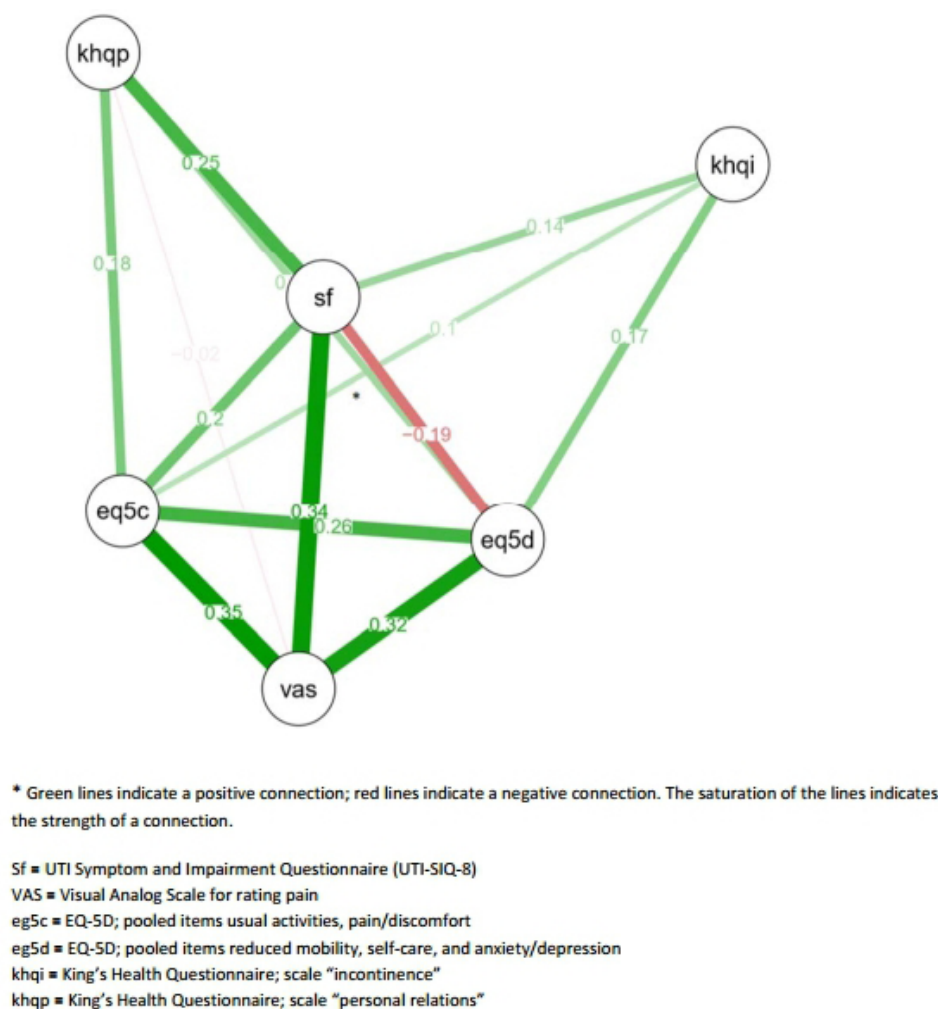 khqp
khqi
0.25
0.14
0.18
0
sf
0.1
0.17
−0.02
*
0.2
−0.19
eq5c
0.34
0.26
eq5d
0.35
0.32
vas
* Green lines indicate a positive connection; red lines indicate a negative connection. The saturation of the lines indicates
the strength of a connection.
Sf = UTI Symptom and Impairment Questionnaire (UTI-SIQ-8)
VAS = Visual Analog Scale for rating pain
eg5c = EQ-5D; pooled items usual activities, pain/discomfort
eg5d = EQ-5D; pooled items reduced mobility, self-care, and anxiety/depression
khqi = King's Health Questionnaire; scale "incontinence"
khqp = King's Health Questionnaire; scale "personal relations"